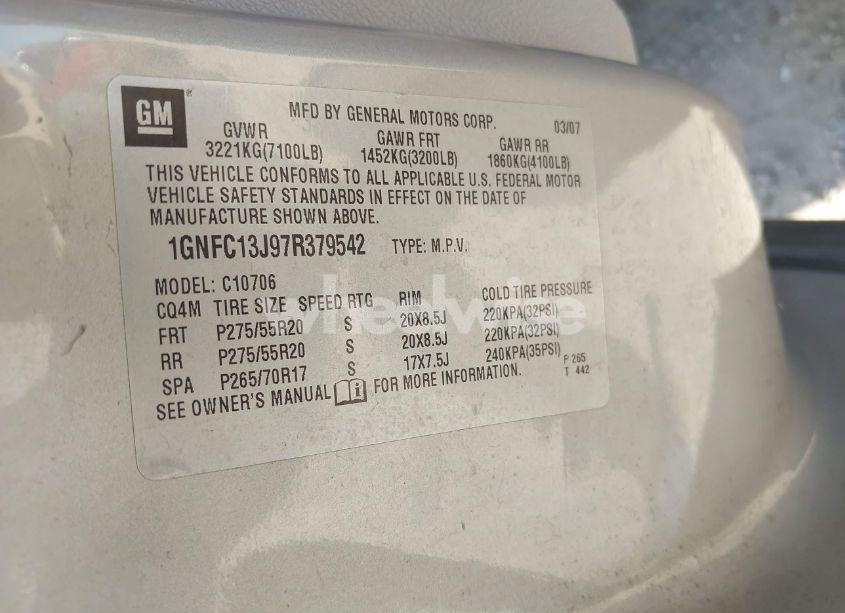 GM ®
MFD BY GENERAL MOTORS CORP. 03/07
GVWR GAWR FRT GAWR RR
3221KG(7100LB) 1452KG(3200LB) 1860KG(4100LB)
THIS VEHICLE CONFORMS TO ALL APPLICABLE U.S. FEDERAL MOTOR
VEHICLE SAFETY STANDARDS IN EFFECT ON THE DATE OF
MANUFACTURE SHOWN ABOVE.
1GNFC13J97R379542 TYPE: M.P.V.
MODEL: C10706
CQ4M TIRE SIZE SPEED RTG RIM COLD TIRE PRESSURE
FRT P275/55R20 S 20X8.5J 220KPA(32PSI)
RR P275/55R20 S 20X8.5J 220KPA(32PSI)
SPA P265/70R17 S 17X7.5J 240KPA(35PSI)
SEE OWNER'S MANUAL FOR MORE INFORMATION.
P 265
T 442